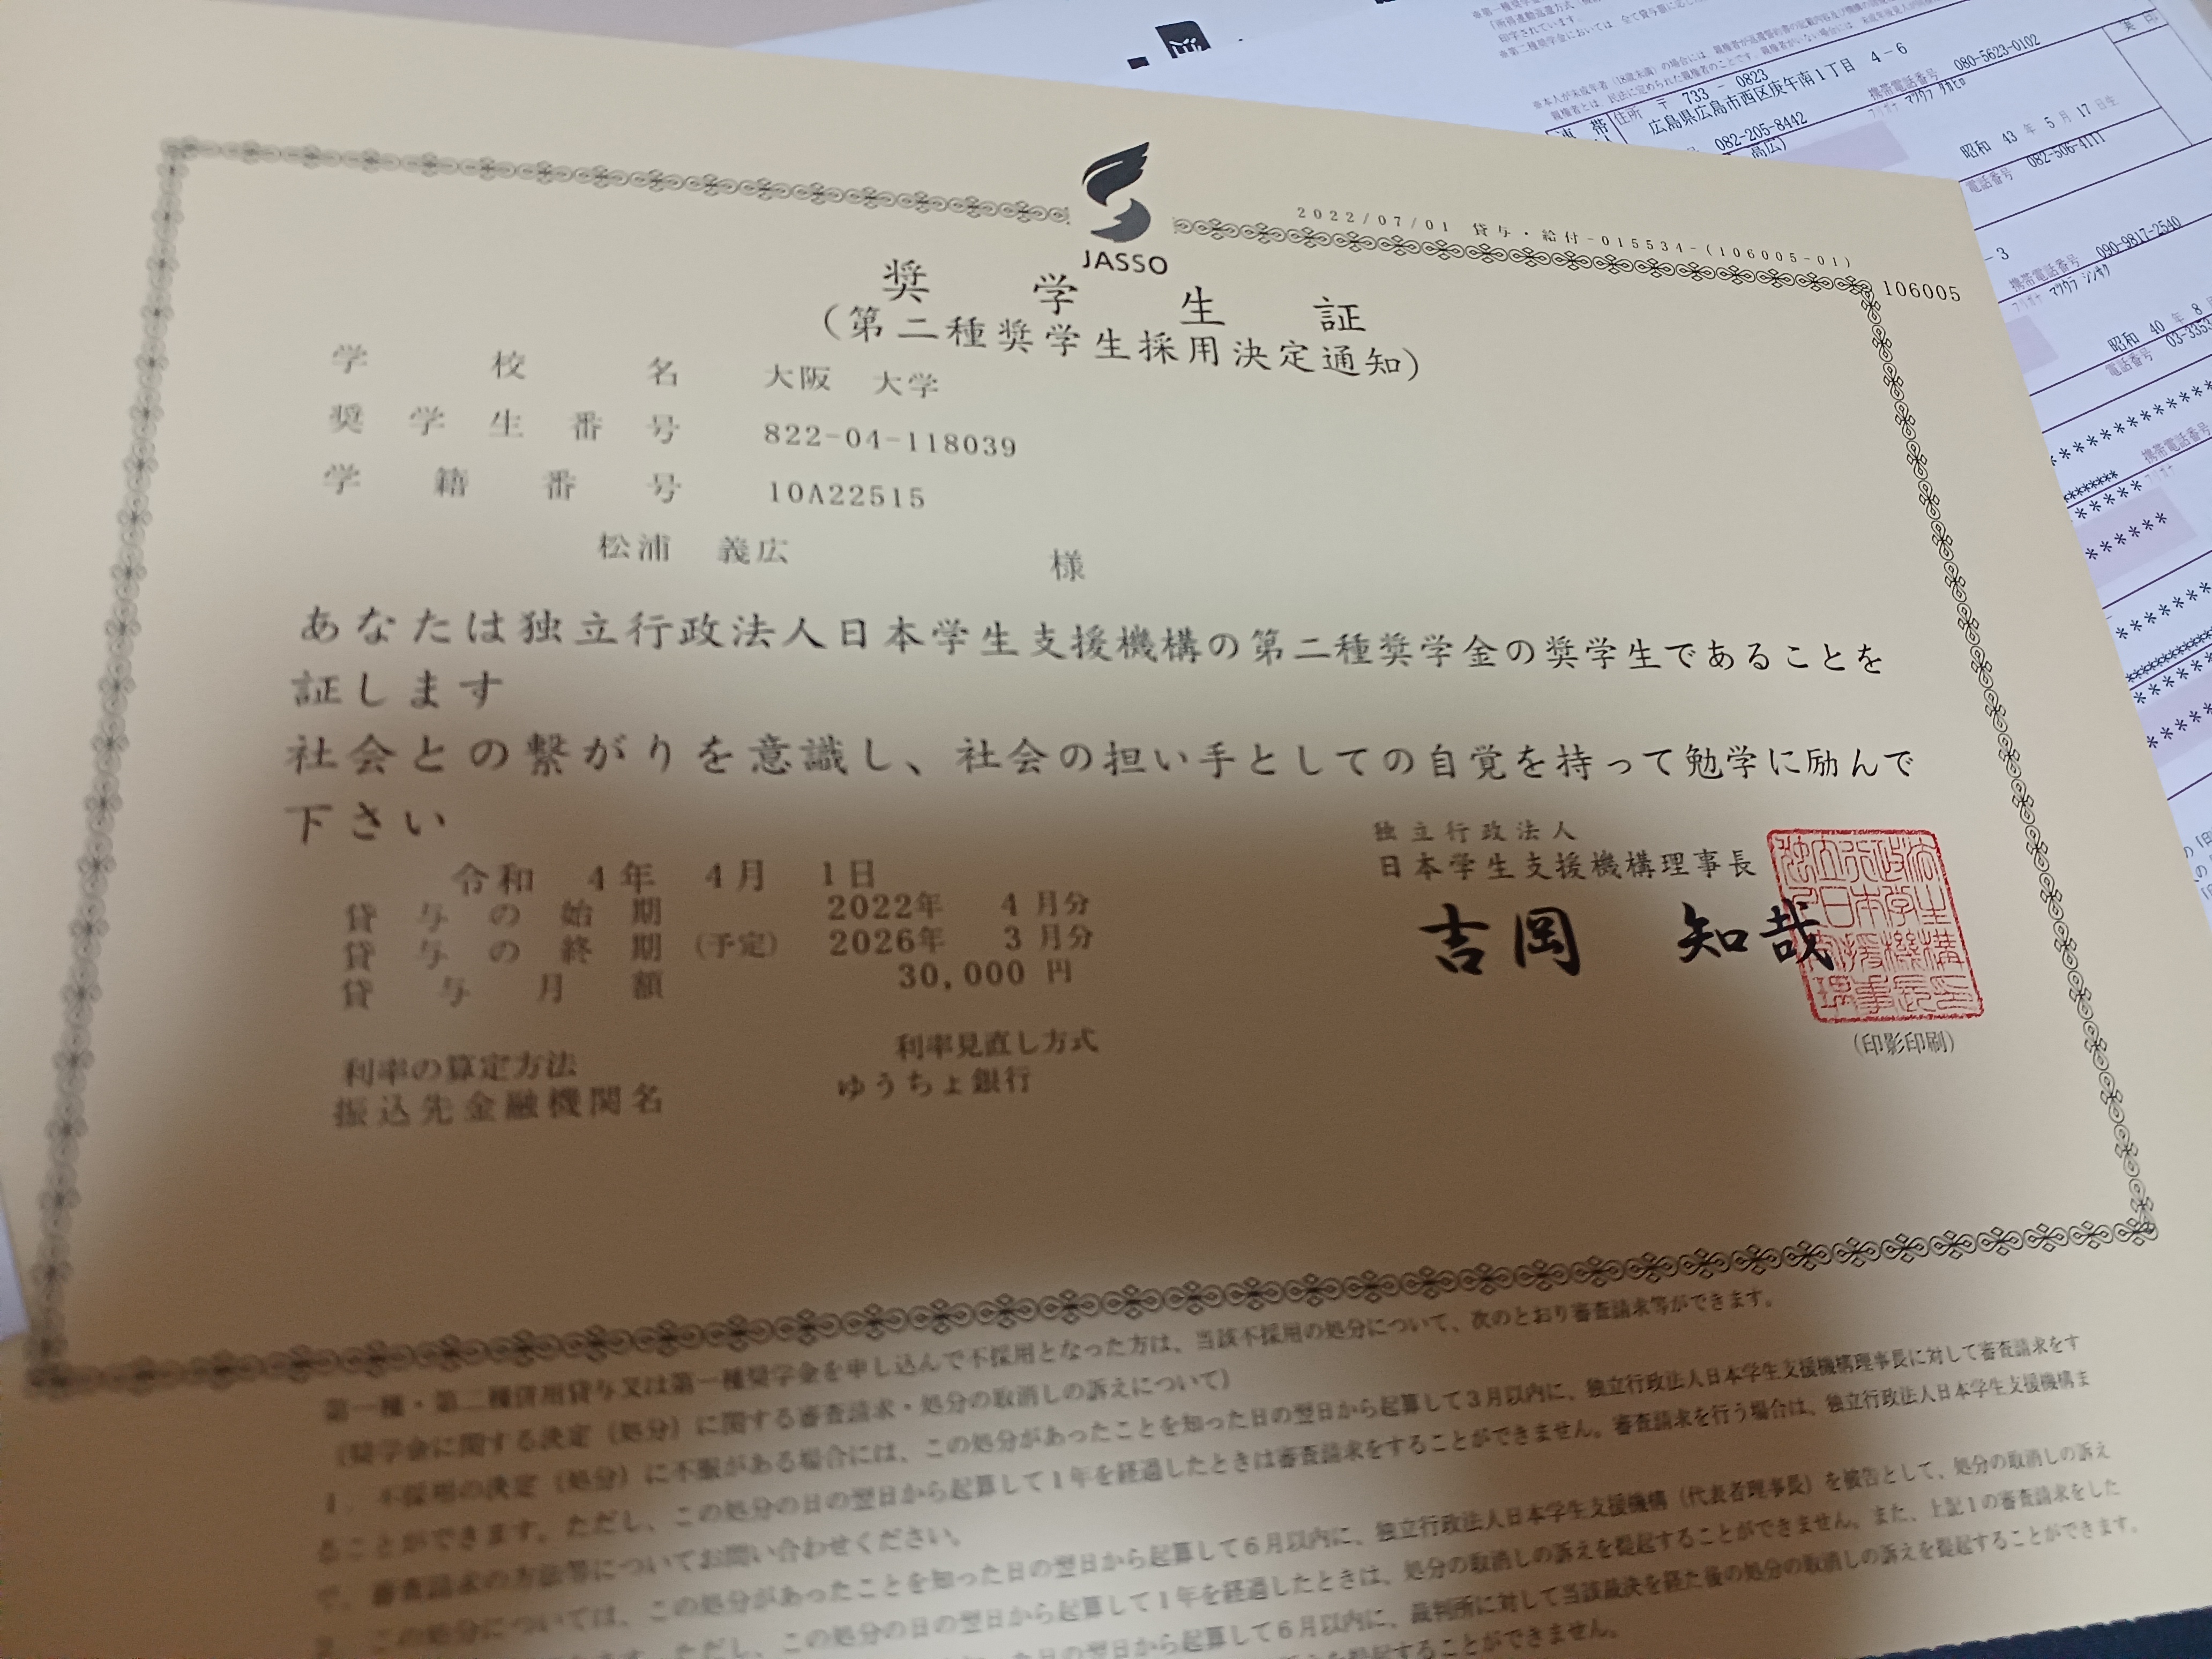 JASSO
2022/07/01 貸与・給付-015534-(106005-01)
106005
奨学生証
(第二種奨学生採用決定通知)
学校名 大阪 大学
奨学生番号 822-04-118039
学籍番号 10A22515
松浦 義広 様
あなたは独立行政法人日本学生支援機構の第二種奨学金の奨学生であることを
証します
社会との繋がりを意識し、社会の担い手としての自覚を持って勉学に励んで
下さい
令和 4年 4月 1日
貸与の始期 2022年 4月分
貸与の終期(予定) 2026年 3月分
貸与月額 30,000 円
利率の算定方法 利率見直し方式
振込先金融機関名 ゆうちょ銀行
独立行政法人
日本学生支援機構理事長
吉岡 知哉
(印影印刷)
第一種・第二種併用貸与又は第一種奨学金を申し込んで不採用となった方は、当該不採用の処分について、次のとおり審査請求等ができます。
(奨学金に関する決定(処分)に関する審査請求・処分の取消しの訴えについて)
1. 不採用の決定(処分)に不服がある場合には、この処分があったことを知った日の翌日から起算して3月以内に、独立行政法人日本学生支援機構理事長に対して審査請求をす
ることができます。ただし、この処分の日の翌日から起算して1年を経過したときは審査請求をすることができません。審査請求を行う場合は、独立行政法人日本学生支援機構ま
で、審査請求の方法等についてお問い合わせください。
2. この処分については、この処分があったことを知った日の翌日から起算して6月以内に、独立行政法人日本学生支援機構(代表者理事長)を被告として、処分の取消しの訴え
ただし、この処分の日の翌日から起算して1年を経過したときは、処分の取消しの訴えを提起することができません。また、上記1の審査請求をした
の翌日から起算して6月以内に、裁判所に対して当該裁決を経た後の処分の取消しの訴えを提起することができます。
を提起することができません。
住所 〒 733 - 0823
広島県広島市西区庚午南1丁目 4-6
082-205-8442
携帯電話番号 080-5623-0102
フリガナ マツウラ タカヒロ
昭和 43 年 5 月 17 日生
電話番号 082-506-4111
-3
携帯電話番号 090-9817-2540
フリガナ マツウラ シンサク
昭和 40 年 8
電話番号 03-3353
携帯電話番号